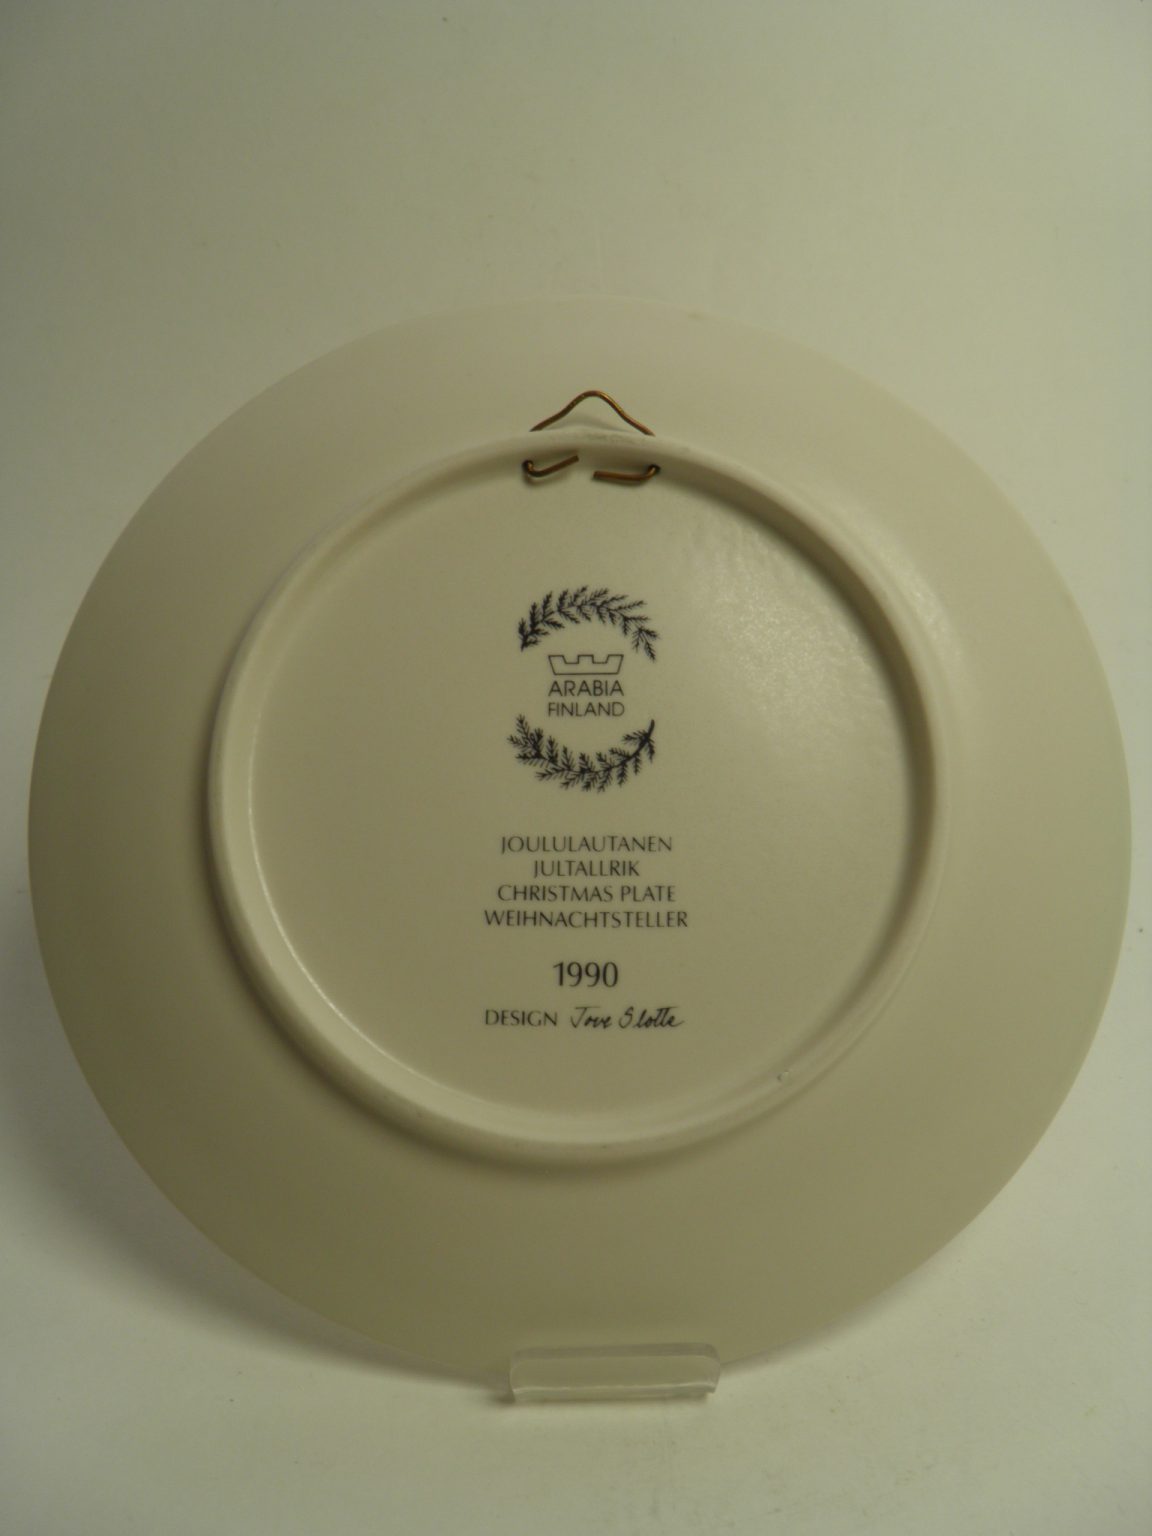 ARABIA
FINLAND
JOULULAUTANEN
JULTALLRIK
CHRISTMAS PLATE
WEIHNACHTSTELLER
1990
DESIGN Tove Slotte